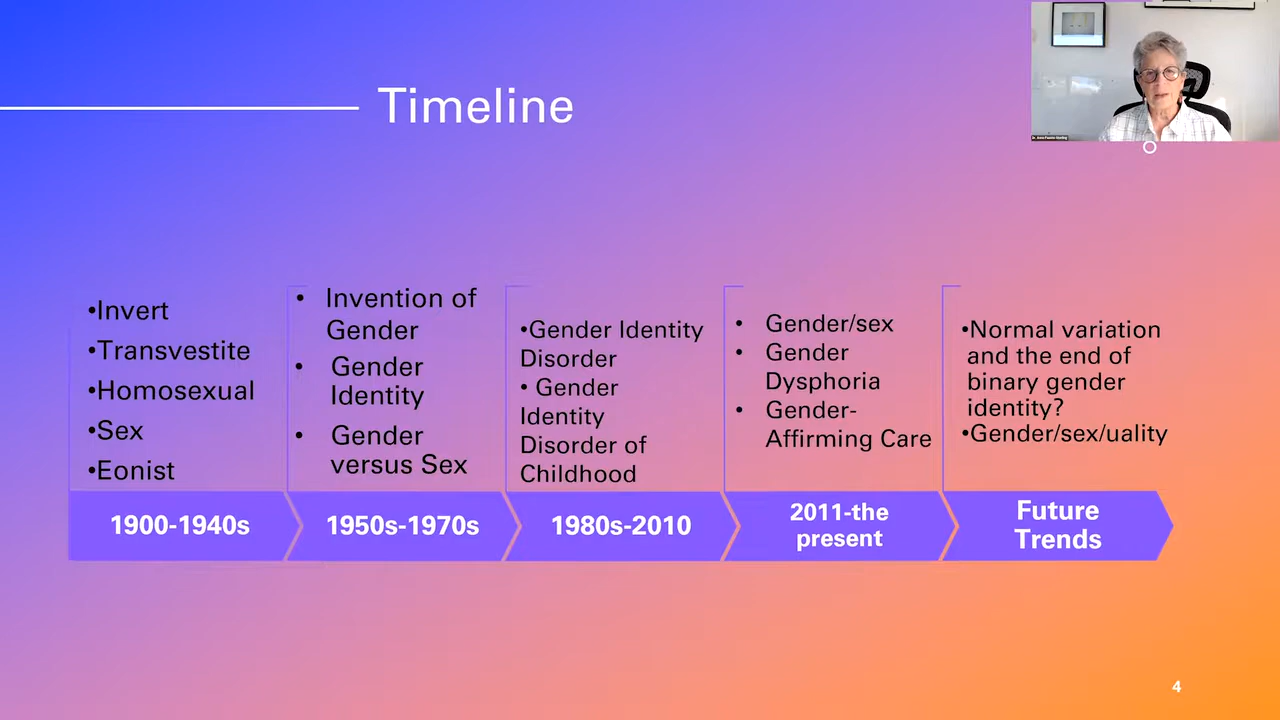 Timeline
•Invert
•Transvestite
•Homosexual
•Sex
•Eonist
• Invention of
Gender
• Gender
Identity
• Gender
versus Sex
•Gender Identity
Disorder
• Gender
Identity
Disorder of
Childhood
• Gender/sex
• Gender
Dysphoria
• Gender-
Affirming Care
•Normal variation
and the end of
binary gender
identity?
•Gender/sex/uality
1900-1940s
1950s-1970s
1980s-2010
2011-the
present
Future
Trends
4